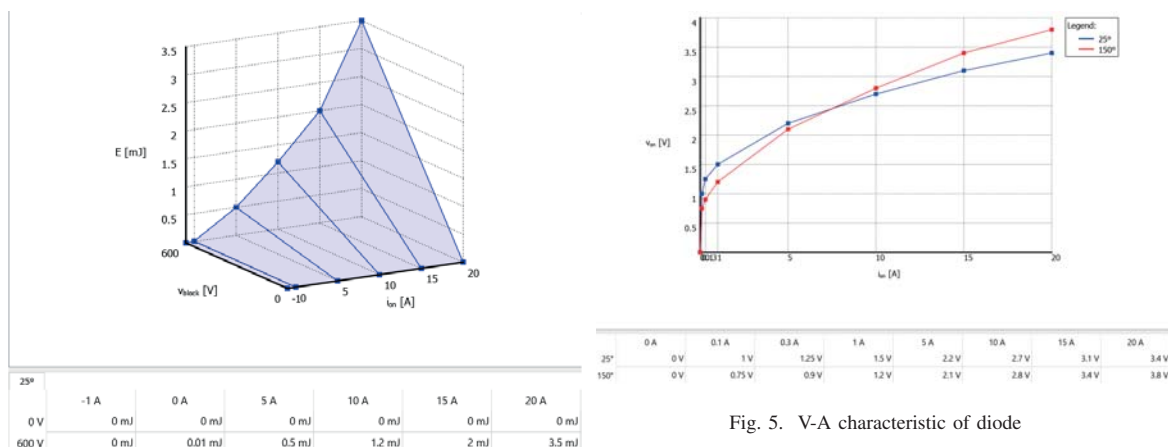 3.5
3
2.5
2
1.5
1
0.5
E [mJ]
600
v_block [V]
0 -10 5 10 15 20
i_on [A]
25°
-1 A 0 A 5 A 10 A 15 A 20 A
0 V 0 mJ 0 mJ 0 mJ 0 mJ 0 mJ 0 mJ
600 V 0 mJ 0.01 mJ 0.5 mJ 1.2 mJ 2 mJ 3.5 mJ
4
3.5
3
2.5
2
1.5
1
0.5
v_on [V]
5 10 15 20
i_on [A]
Legend:
25°
150°
0 A 0.1 A 0.3 A 1 A 5 A 10 A 15 A 20 A
25° 0 V 1 V 1.25 V 1.5 V 2.2 V 2.7 V 3.1 V 3.4 V
150° 0 V 0.75 V 0.9 V 1.2 V 2.1 V 2.8 V 3.4 V 3.8 V
Fig. 5. V-A characteristic of diode